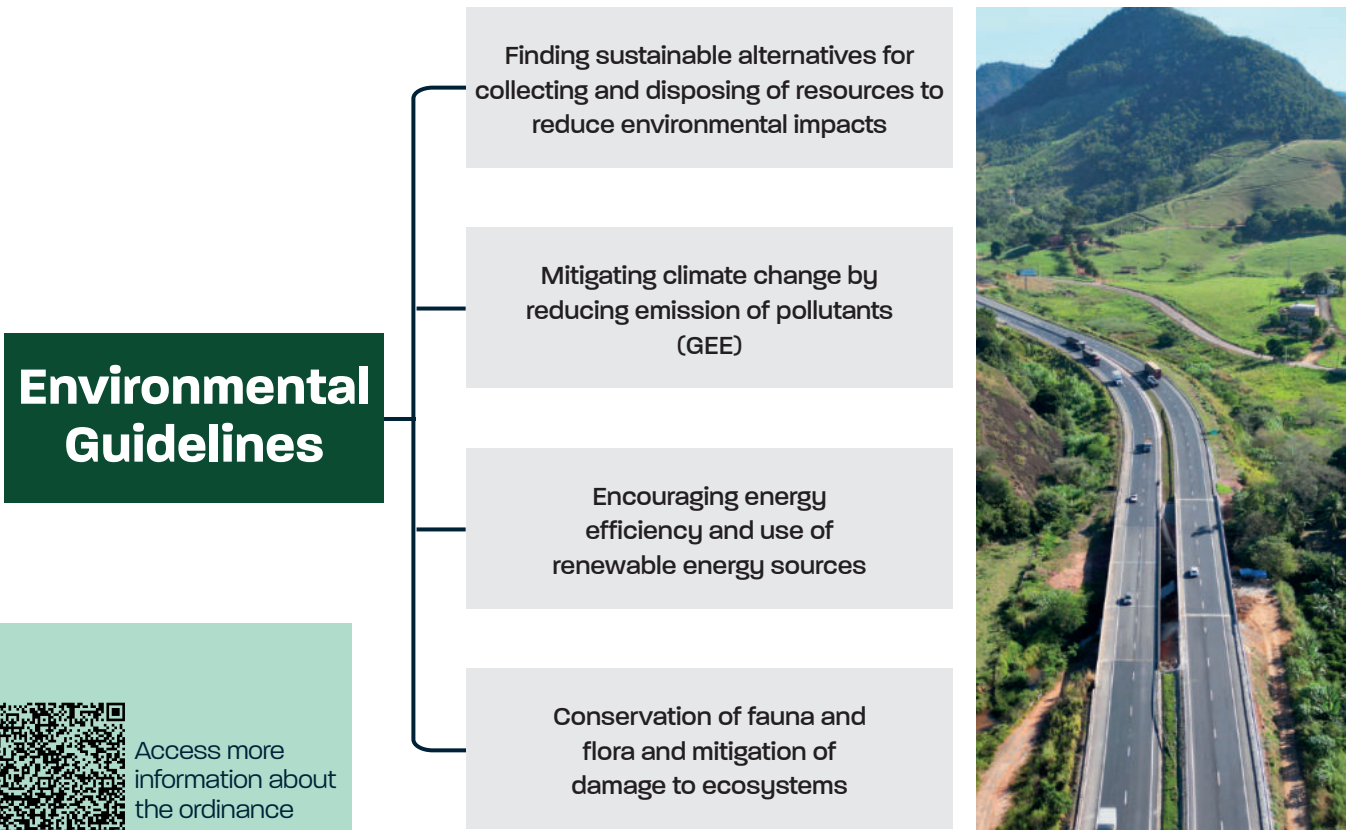 Environmental
Guidelines
Finding sustainable alternatives for
collecting and disposing of resources to
reduce environmental impacts
Mitigating climate change by
reducing emission of pollutants
(GEE)
Encouraging energy
efficiency and use of
renewable energy sources
Conservation of fauna and
flora and mitigation of
damage to ecosystems
Access more
information about
the ordinance